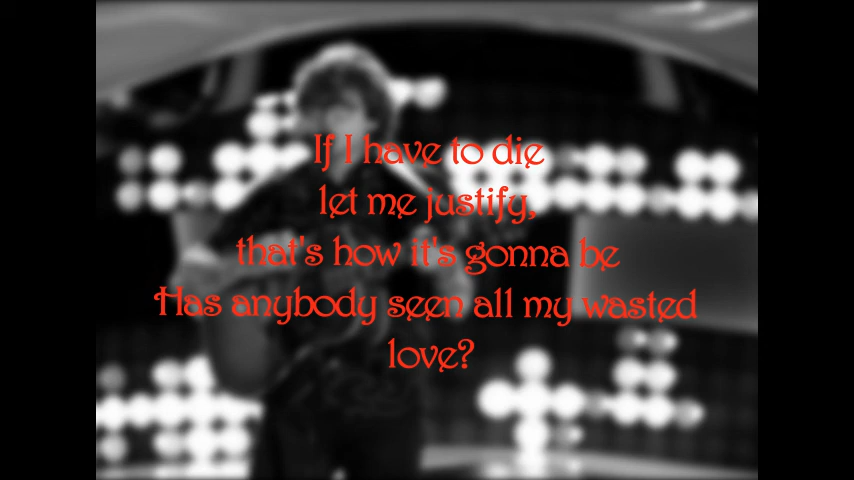 If I have to die
let me justify,
that's how it's gonna be
Has anybody seen all my wasted
love?